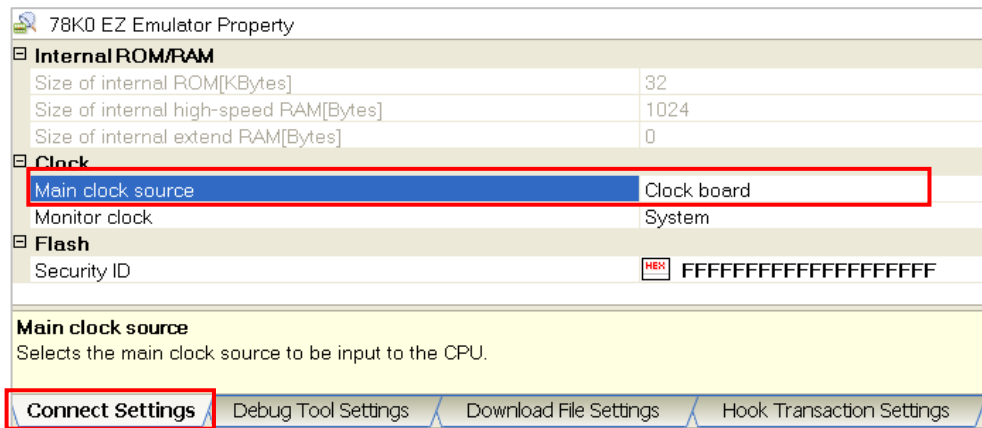 78K0 EZ Emulator Property
Internal ROM/RAM
Size of internal ROM[KBytes] 32
Size of internal high-speed RAM[Bytes] 1024
Size of internal extend RAM[Bytes] 0
Clock
Main clock source Clock board
Monitor clock System
Flash
Security ID HEX FFFFFFFFFFFFFFFFFFFF
Main clock source
Selects the main clock source to be input to the CPU.
Connect Settings Debug Tool Settings Download File Settings Hook Transaction Settings